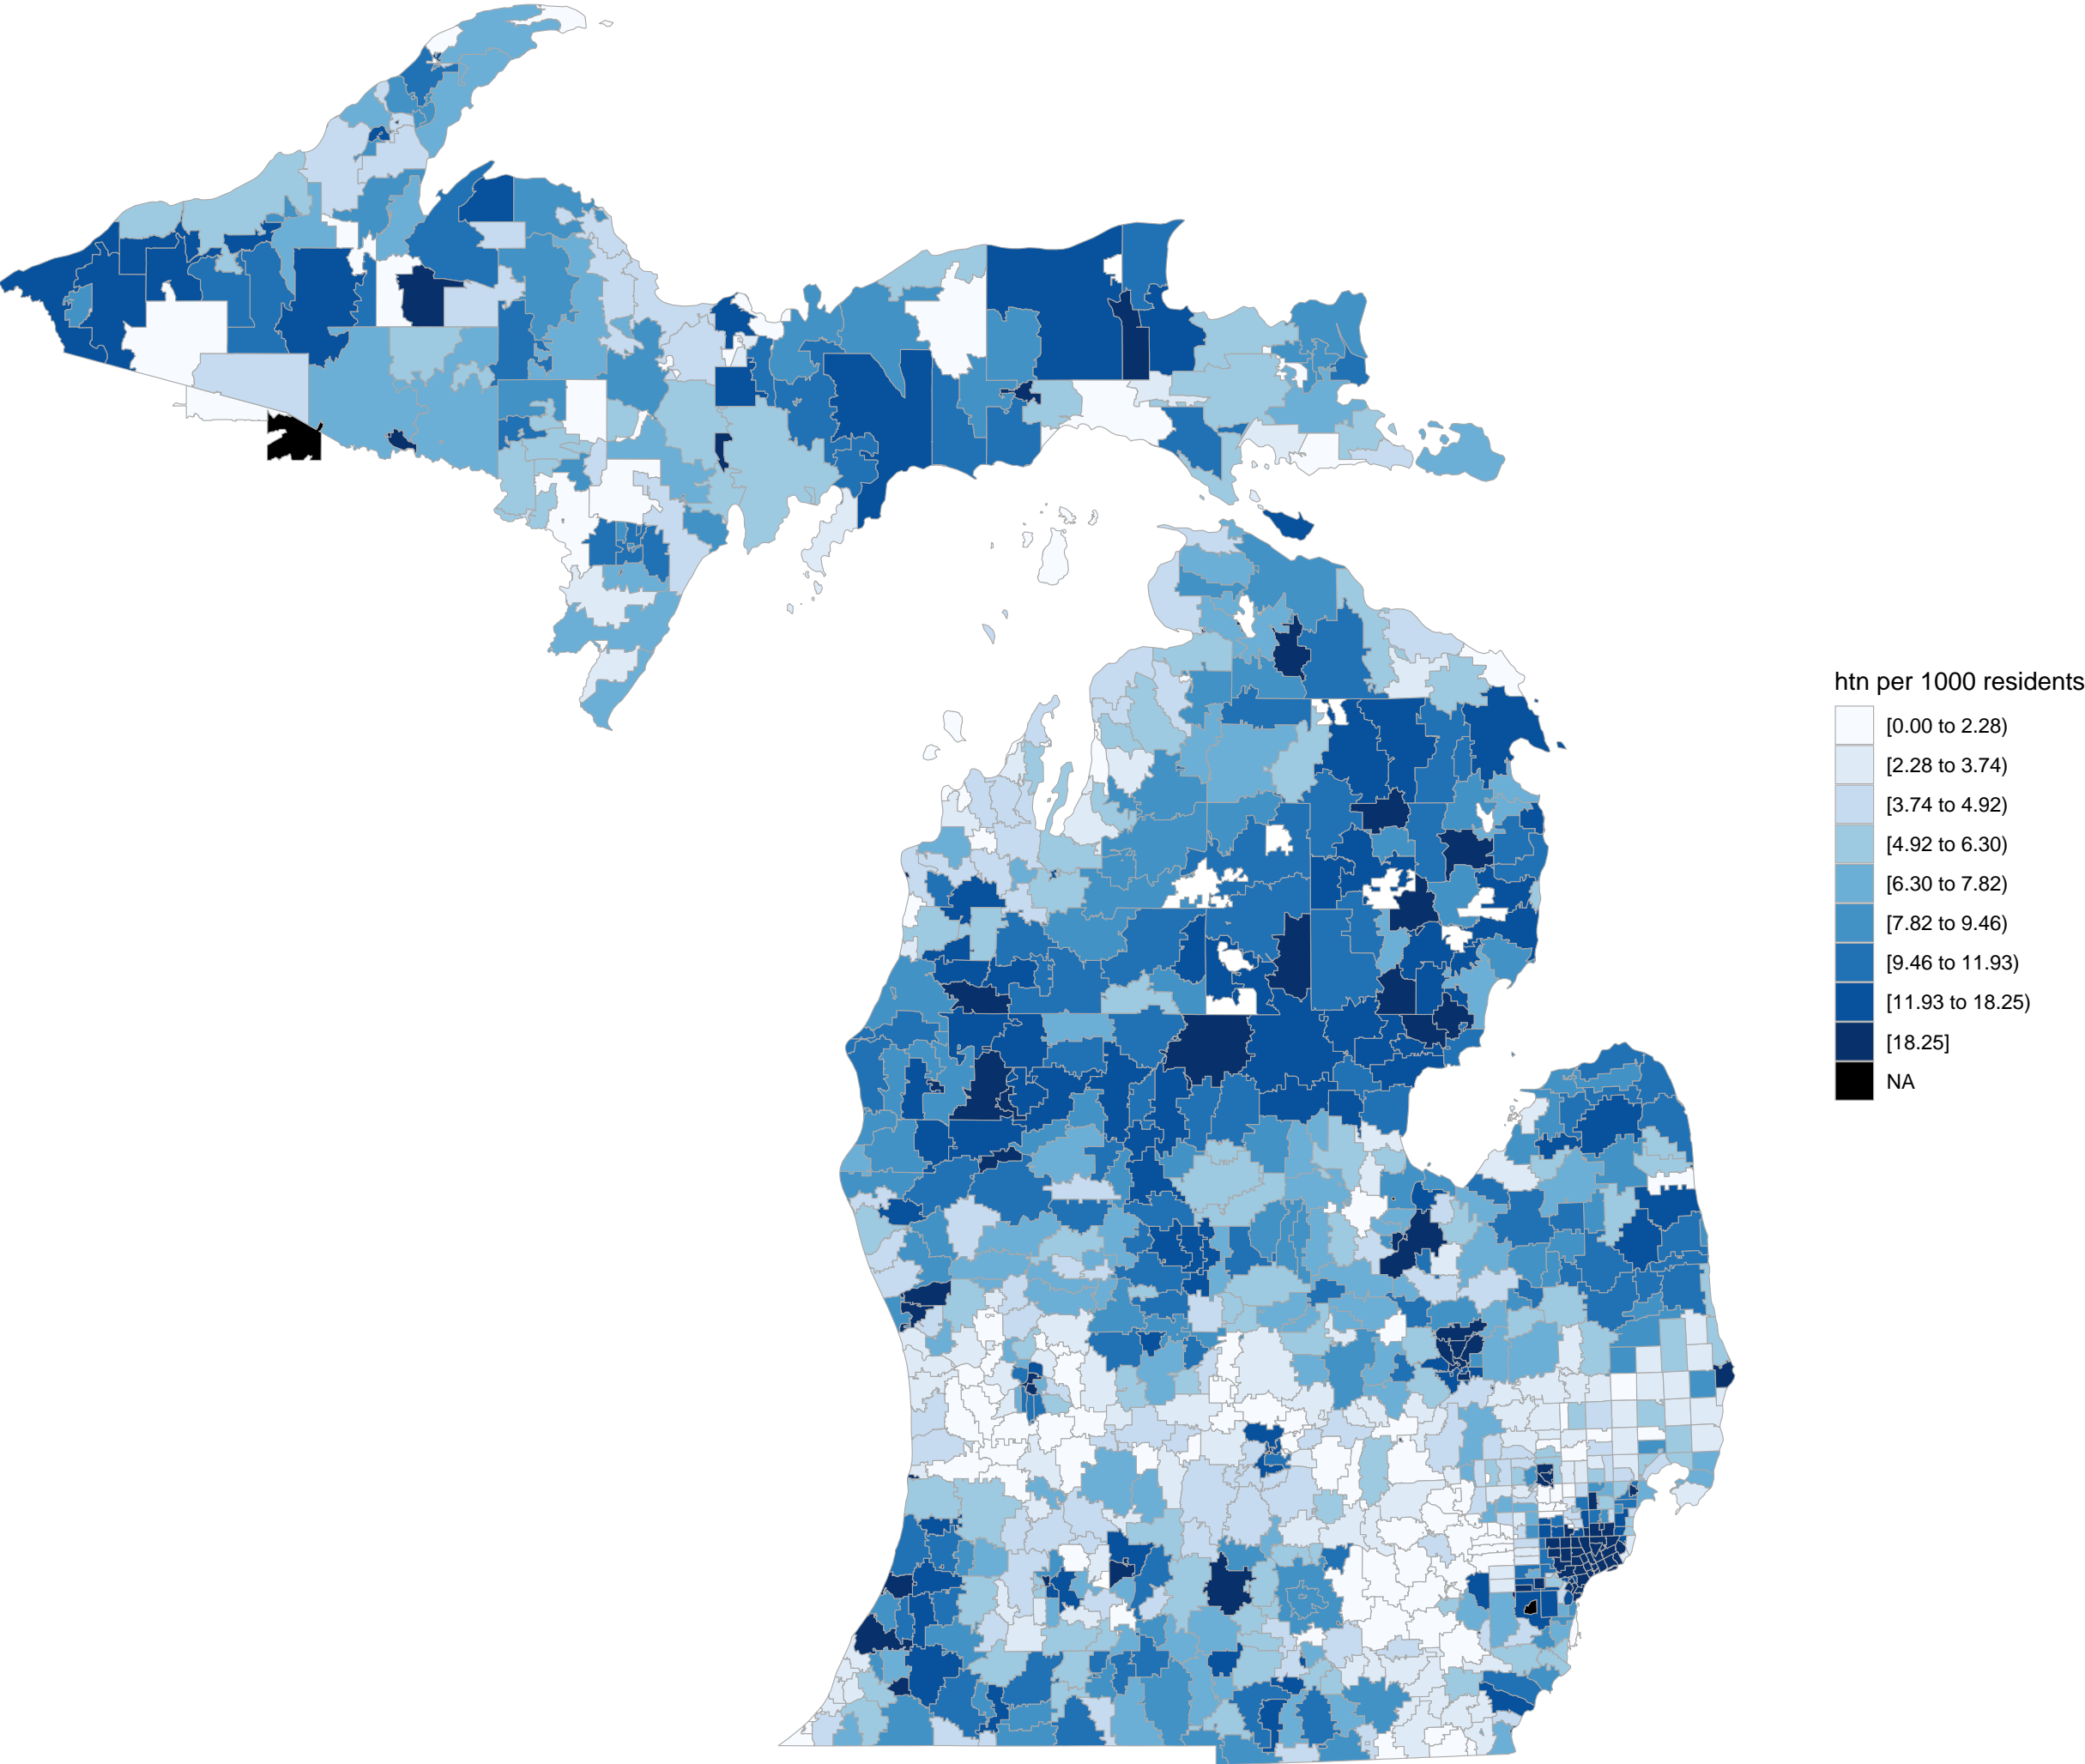 htn per 1000 residents
[0.00 to 2.28)
[2.28 to 3.74)
[3.74 to 4.92)
[4.92 to 6.30)
[6.30 to 7.82)
[7.82 to 9.46)
[9.46 to 11.93)
[11.93 to 18.25)
[18.25]
NA